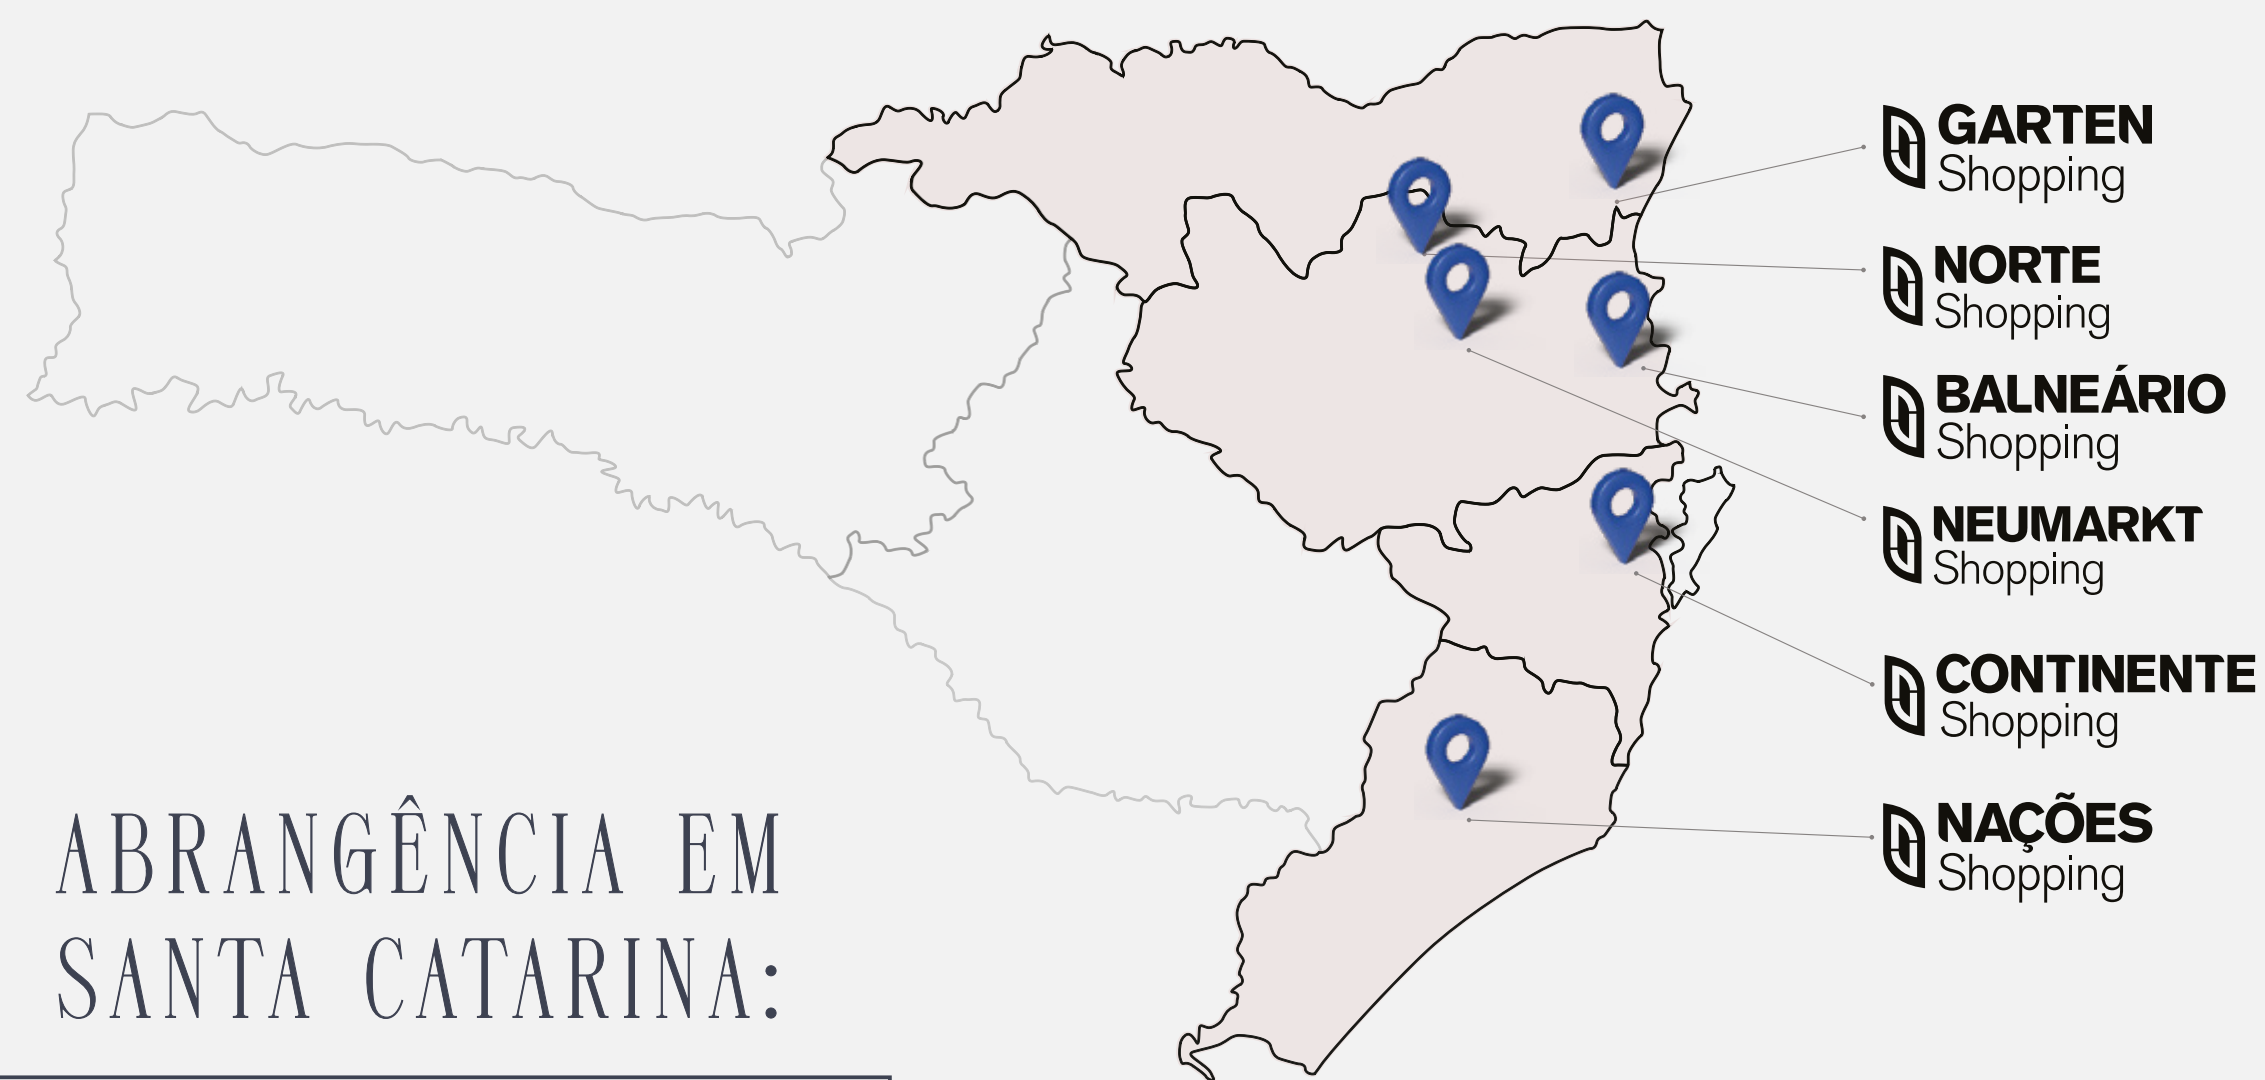 GARTEN
Shopping
NORTE
Shopping
BALNEÁRIO
Shopping
NEUMARKT
Shopping
CONTINENTE
Shopping
NAÇÕES
Shopping
ABRANGÊNCIA EM
SANTA CATARINA: